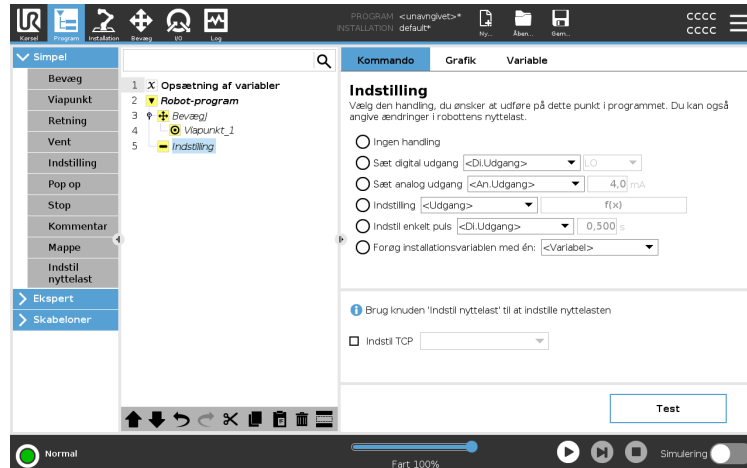 UR
Kørsel
Program
Installation
Bevæg
I/O
Log
PROGRAM <unavngivet>*
INSTALLATION default*
Ny...
Åben...
Gem...
cccc
cccc
Simpel
Bevæg
Viapunkt
Retning
Vent
Indstilling
Pop op
Stop
Kommentar
Mappe
Indstil
nyttelast
Ekspert
Skabeloner
1 X Opsætning af variabler
2 Robot-program
3 BevægJ
4 Viapunkt_1
5 Indstilling
Kommando Grafik Variable
Indstilling
Vælg den handling, du ønsker at udføre på dette punkt i programmet. Du kan også
angive ændringer i robottens nyttelast.
Ingen handling
Sæt digital udgang <Di.Udgang> LO
Sæt analog udgang <An.Udgang> 4,0 mA
Indstilling <Udgang> f(x)
Indstil enkelt puls <Di.Udgang> 0,500 s
Forøg installationsvariablen med én: <Variabel>
Brug knuden 'Indstil nyttelast' til at indstille nyttelasten
Indstil TCP
Test
Normal
Fart 100%
Simulering